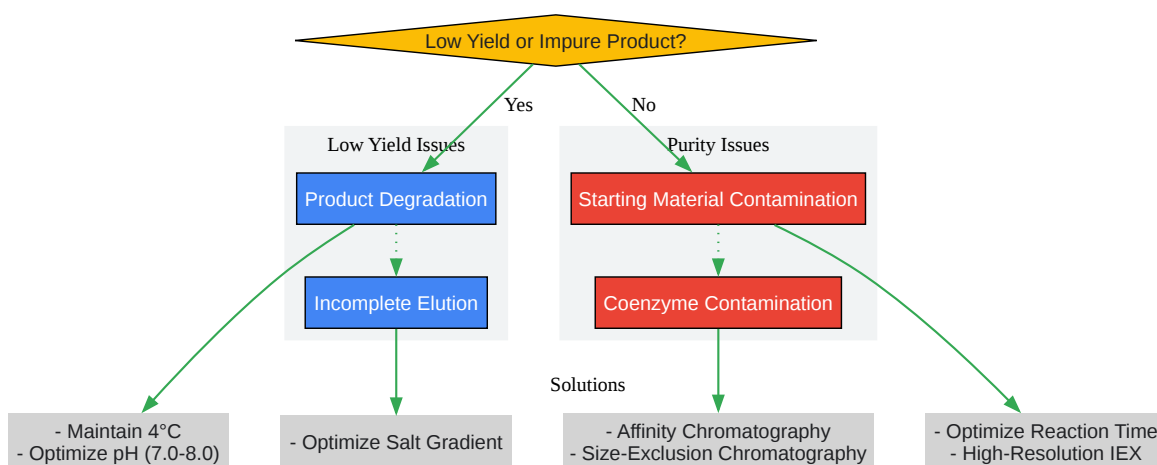 Low Yield or Impure Product?
Yes
No
Low Yield Issues
Purity Issues
Product Degradation
Starting Material Contamination
Incomplete Elution
Coenzyme Contamination
Solutions
- Maintain 4°C
- Optimize pH (7.0-8.0)
- Optimize Salt Gradient
- Affinity Chromatography
- Size-Exclusion Chromatography
- Optimize Reaction Time
- High-Resolution IEX